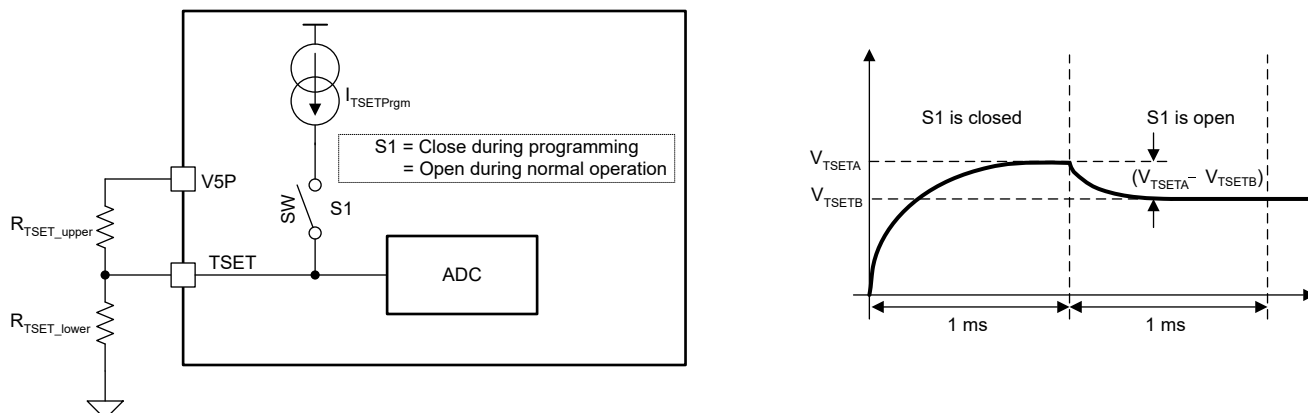 I_TSETPrgm
S1 = Close during programming
= Open during normal operation
V5P
SW
S1
R_TSET_upper
TSET
ADC
R_TSET_lower
S1 is closed
S1 is open
V_TSETA
(V_TSETA – V_TSETB)
V_TSETB
1 ms
1 ms